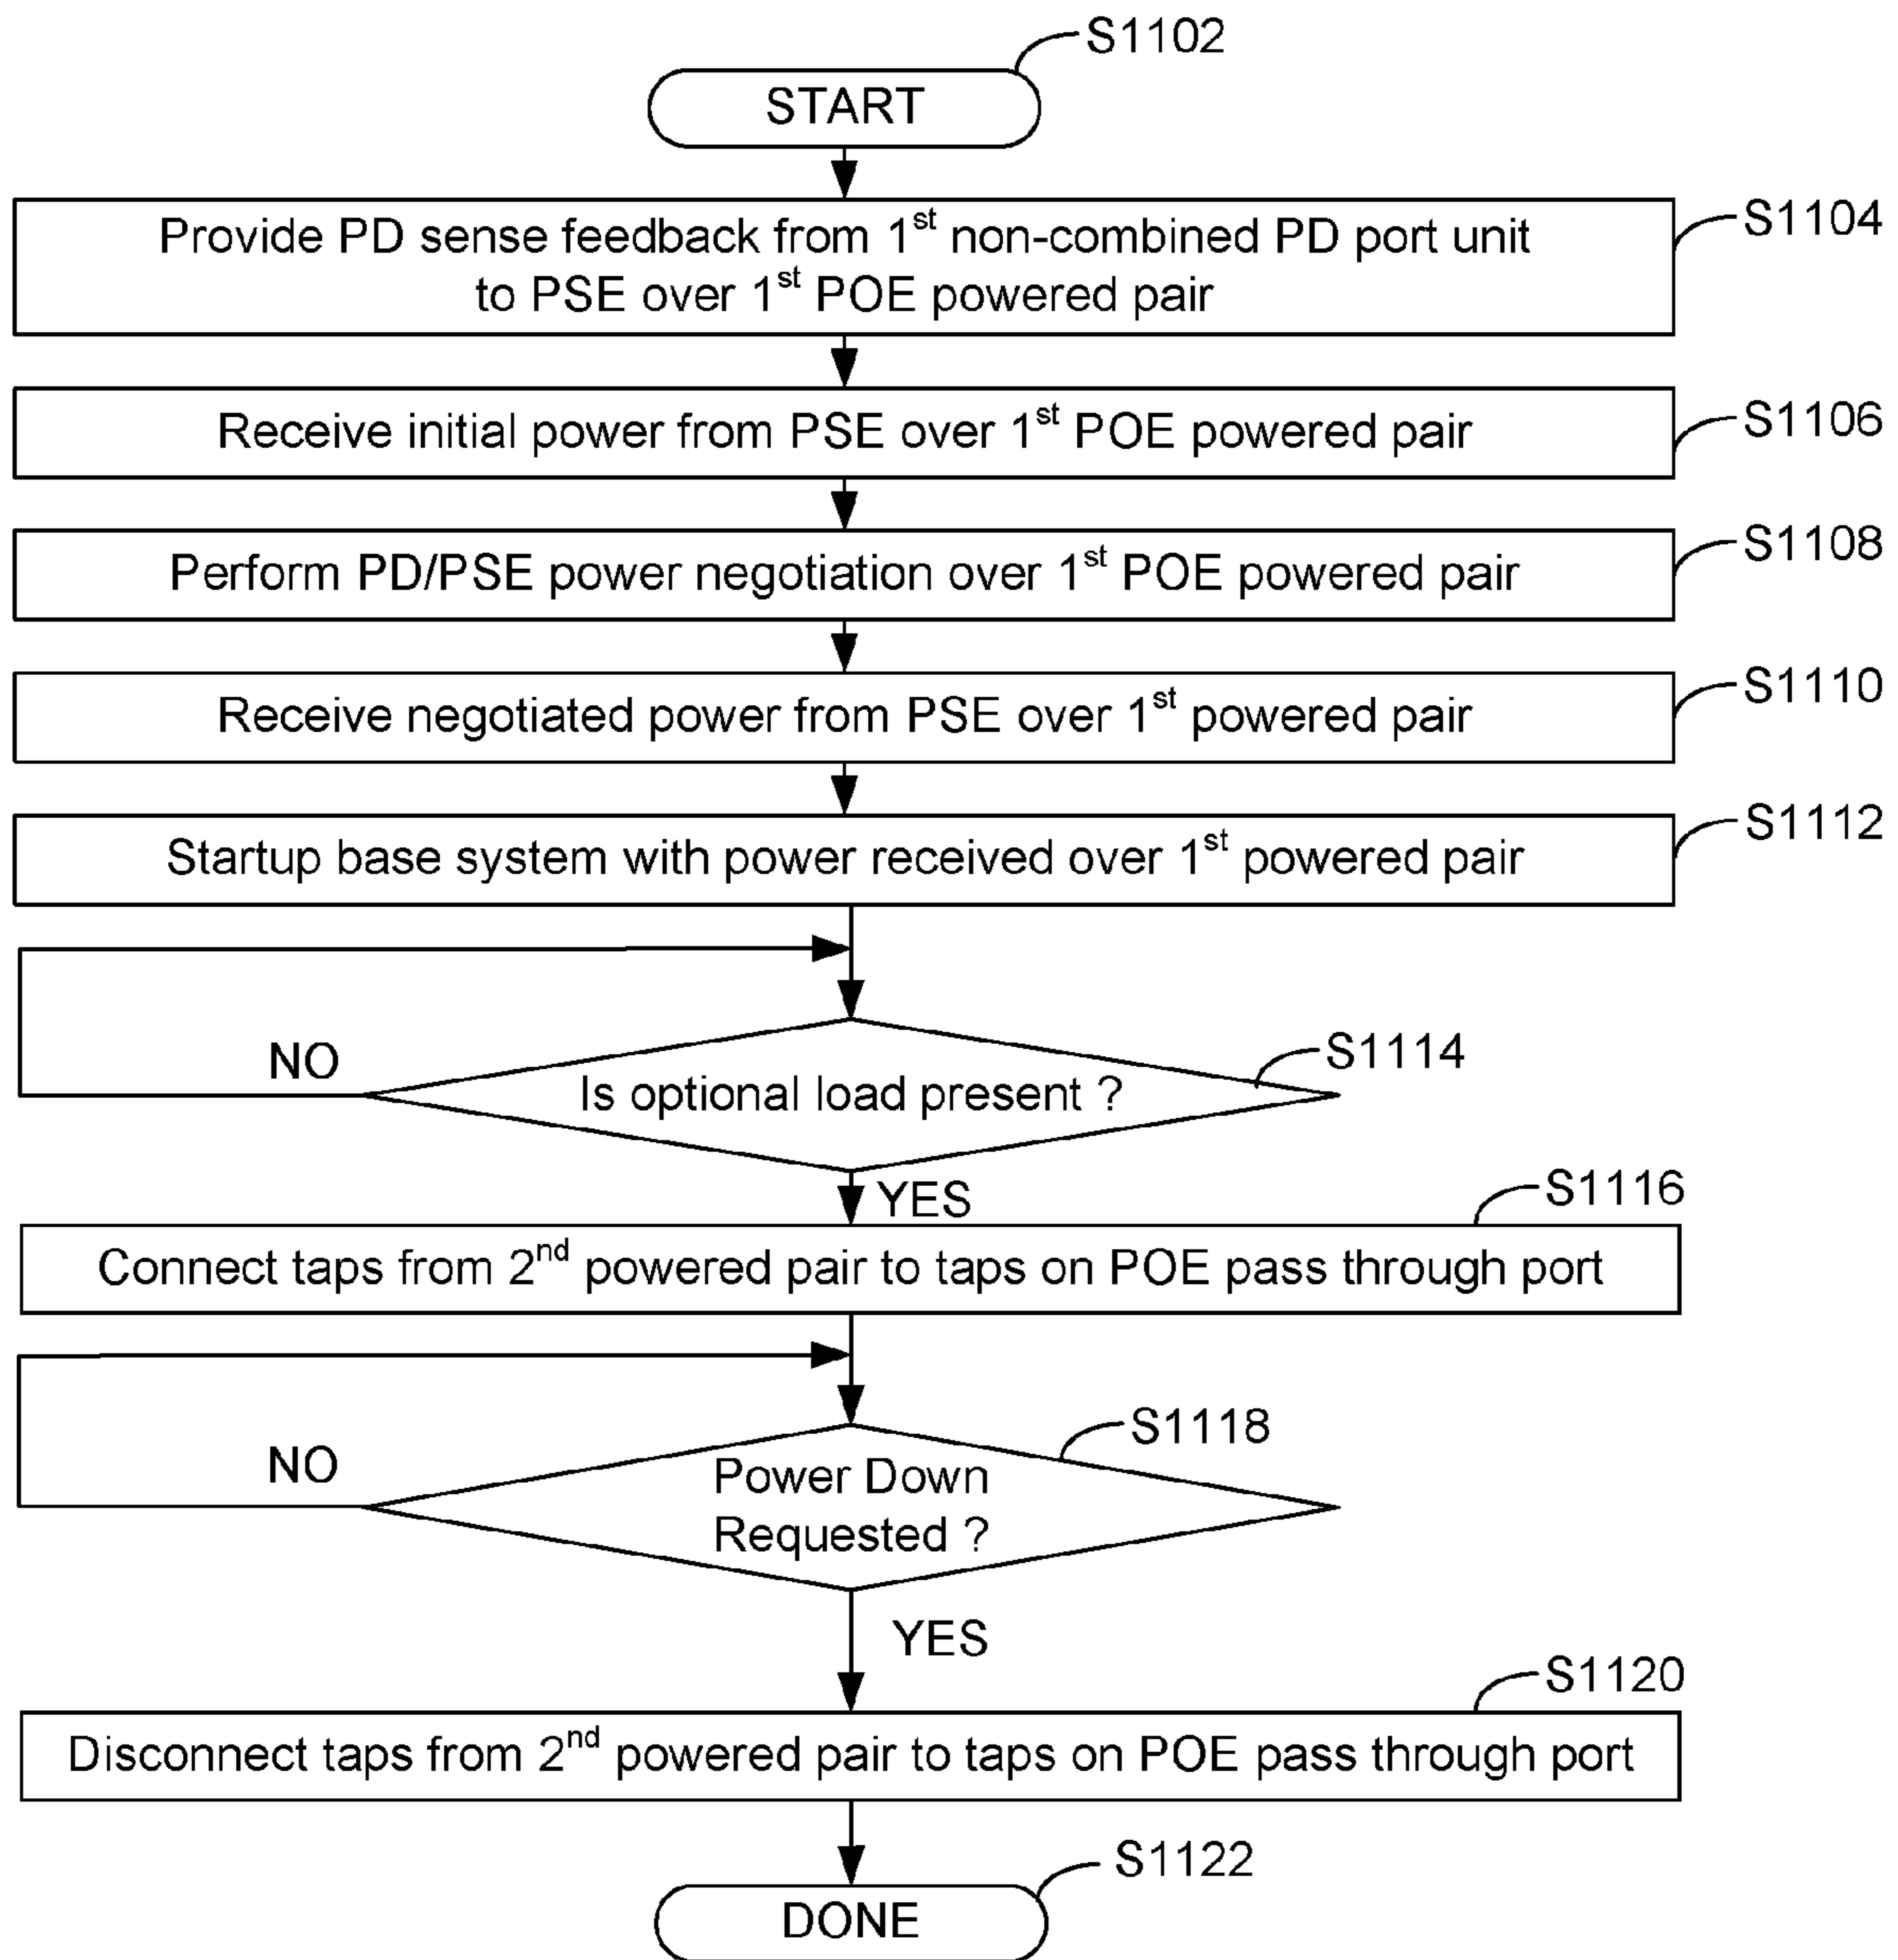 S1102
START
Provide PD sense feedback from 1st non-combined PD port unit
to PSE over 1st POE powered pair
S1104
Receive initial power from PSE over 1st POE powered pair
S1106
Perform PD/PSE power negotiation over 1st POE powered pair
S1108
Receive negotiated power from PSE over 1st powered pair
S1110
Startup base system with power received over 1st powered pair
S1112
NO
Is optional load present ?
S1114
YES
S1116
Connect taps from 2nd powered pair to taps on POE pass through port
S1118
NO
Power Down
Requested ?
YES
S1120
Disconnect taps from 2nd powered pair to taps on POE pass through port
S1122
DONE